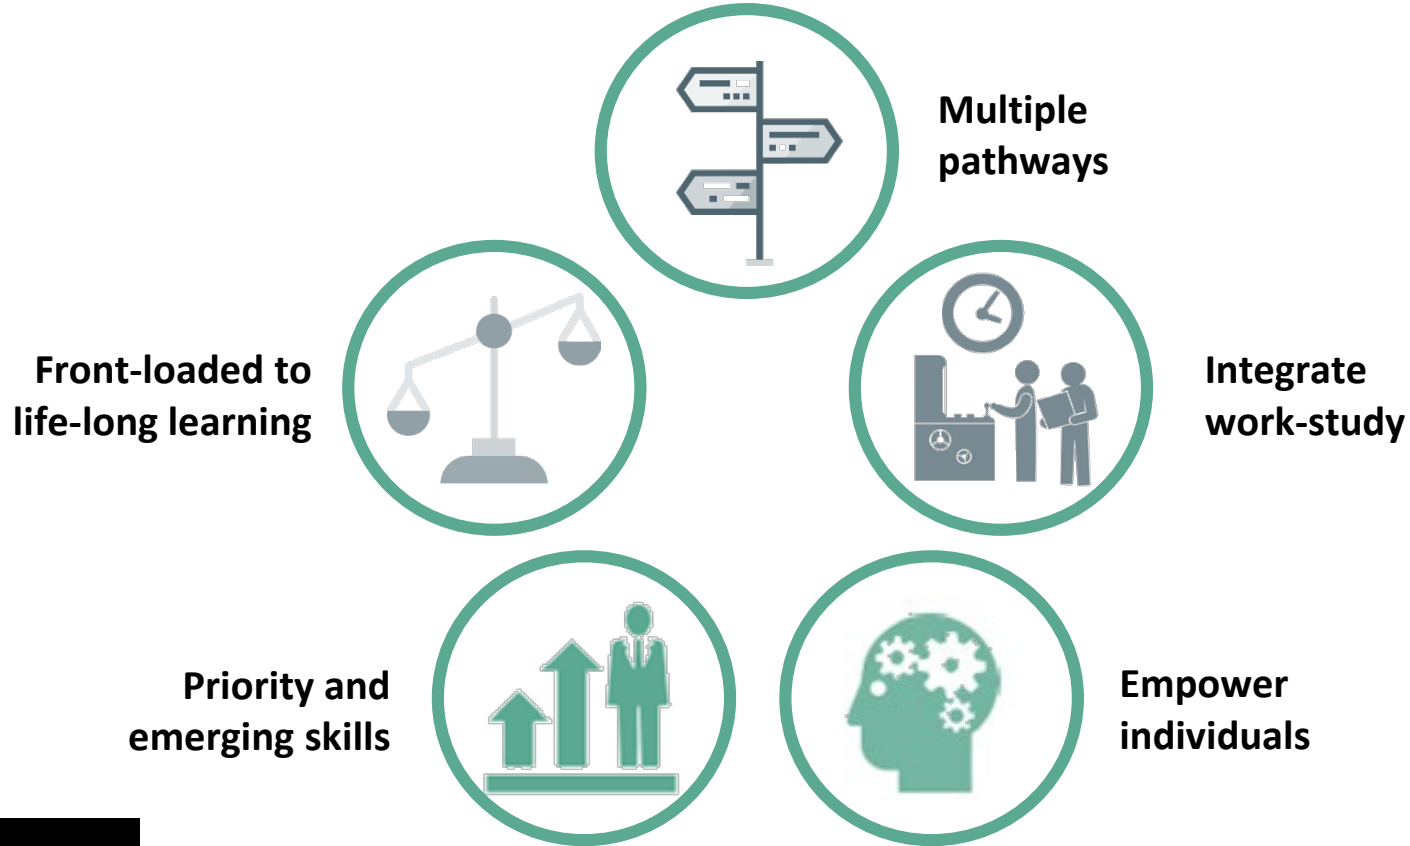 Multiple
pathways
Front-loaded to
life-long learning
Integrate
work-study
Priority and
emerging skills
Empower
individuals